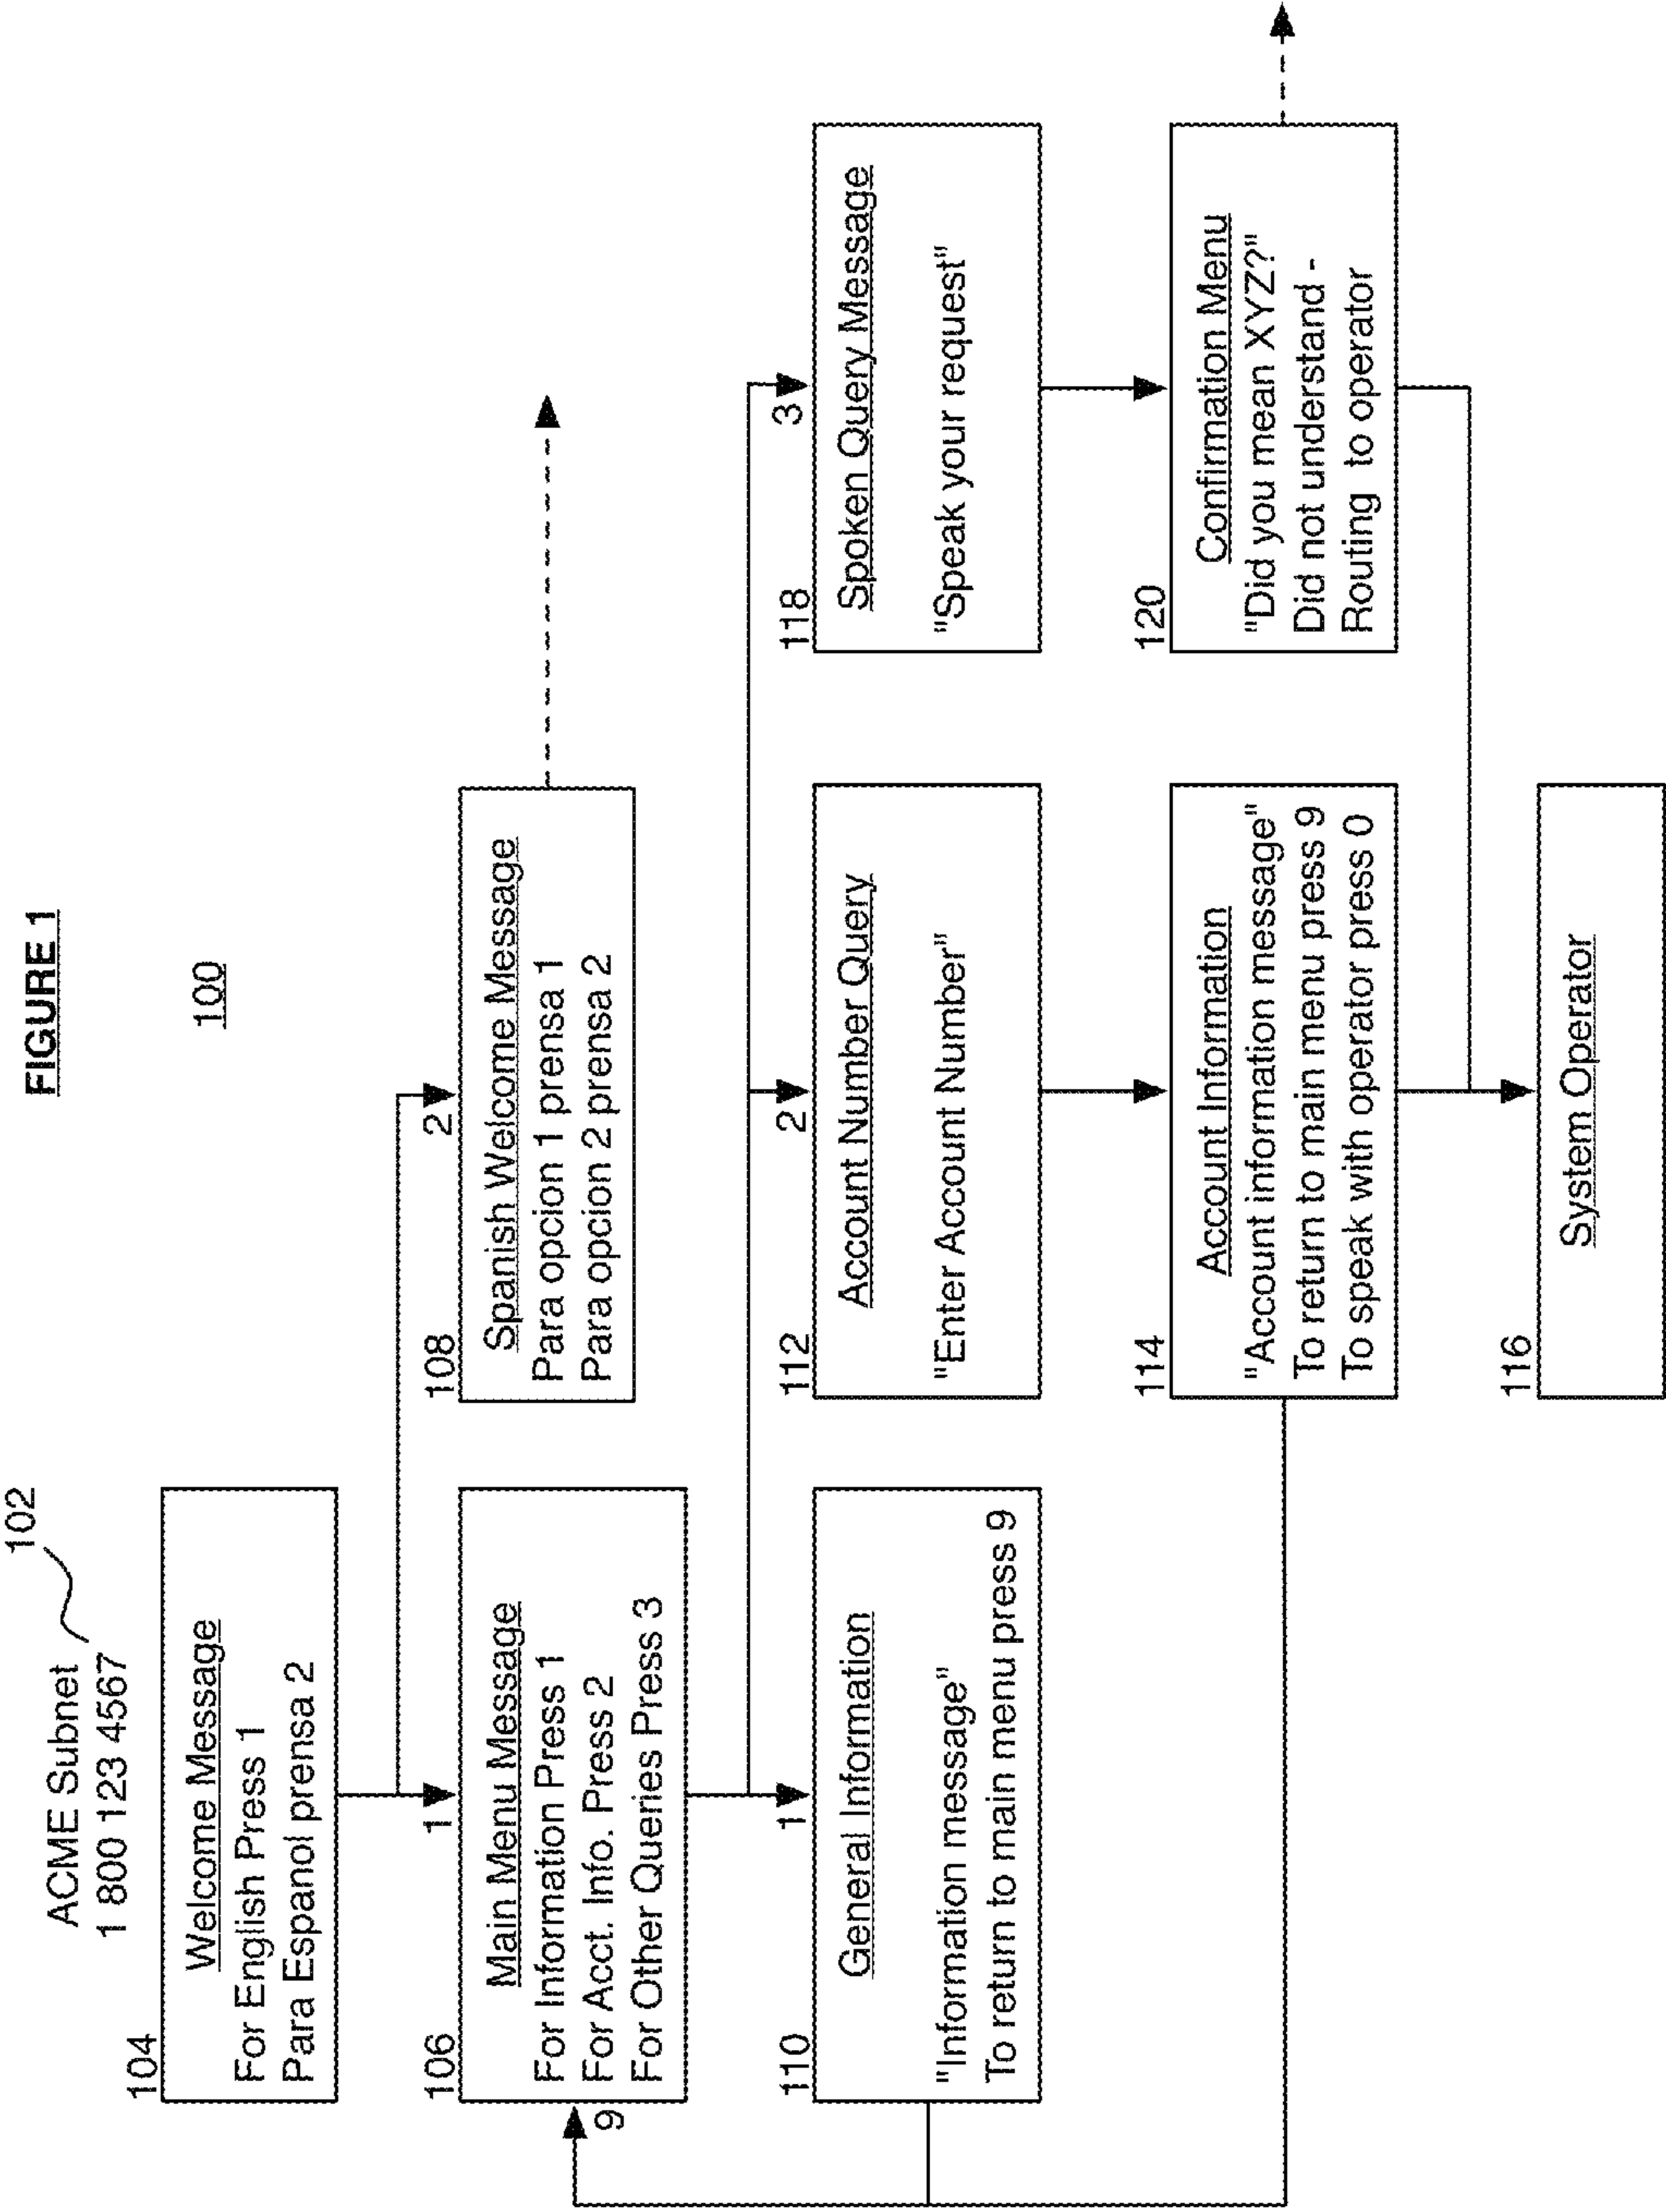 FIGURE 1
100
ACME Subnet
1 800 123 4567
102
104
Welcome Message
For English Press 1
Para Espanol prensa 2
1
2
106
Main Menu Message
For Information Press 1
For Acct. Info. Press 2
For Other Queries Press 3
9
108
Spanish Welcome Message
Para opcion 1 prensa 1
Para opcion 2 prensa 2
1
2
3
110
General Information
"Information message"
To return to main menu press 9
112
Account Number Query
"Enter Account Number"
118
Spoken Query Message
"Speak your request"
114
Account Information
"Account information message"
To return to main menu press 9
To speak with operator press 0
120
Confirmation Menu
"Did you mean XYZ?"
Did not understand -
Routing to operator
116
System Operator